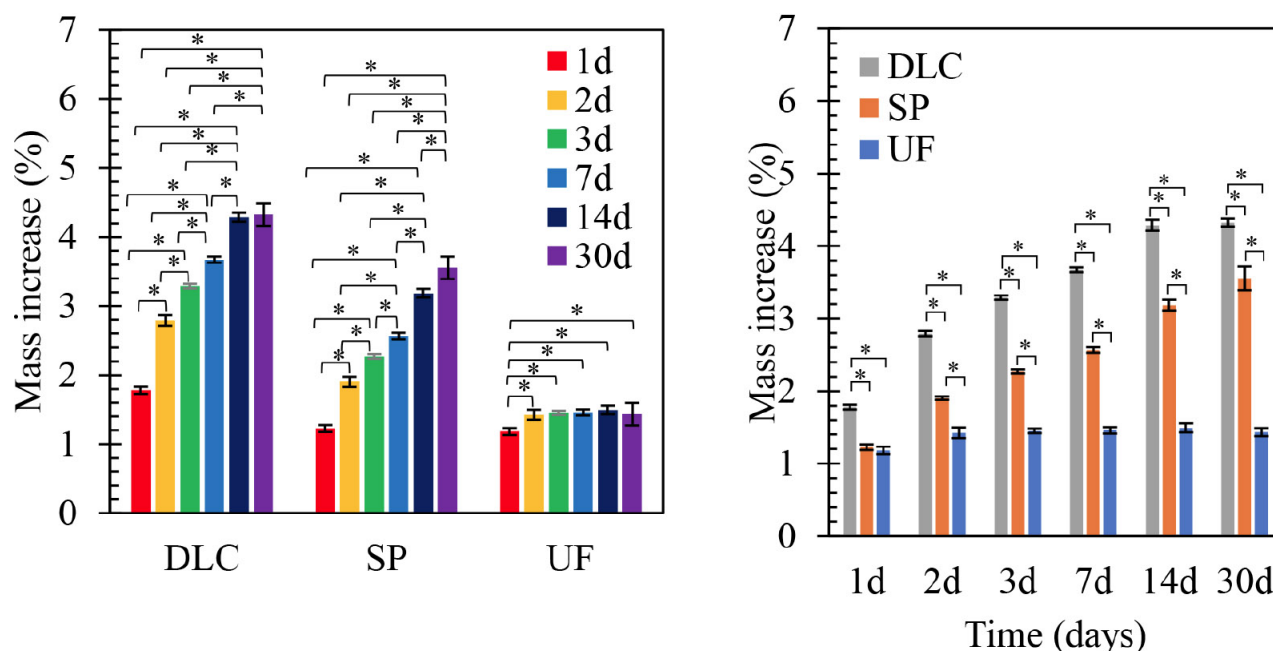 Mass increase (%)
7
6
5
4
3
2
1
0
1d
2d
3d
7d
14d
30d
DLC SP UF
Mass increase (%)
7
6
5
4
3
2
1
0
DLC
SP
UF
1d 2d 3d 7d 14d 30d
Time (days)